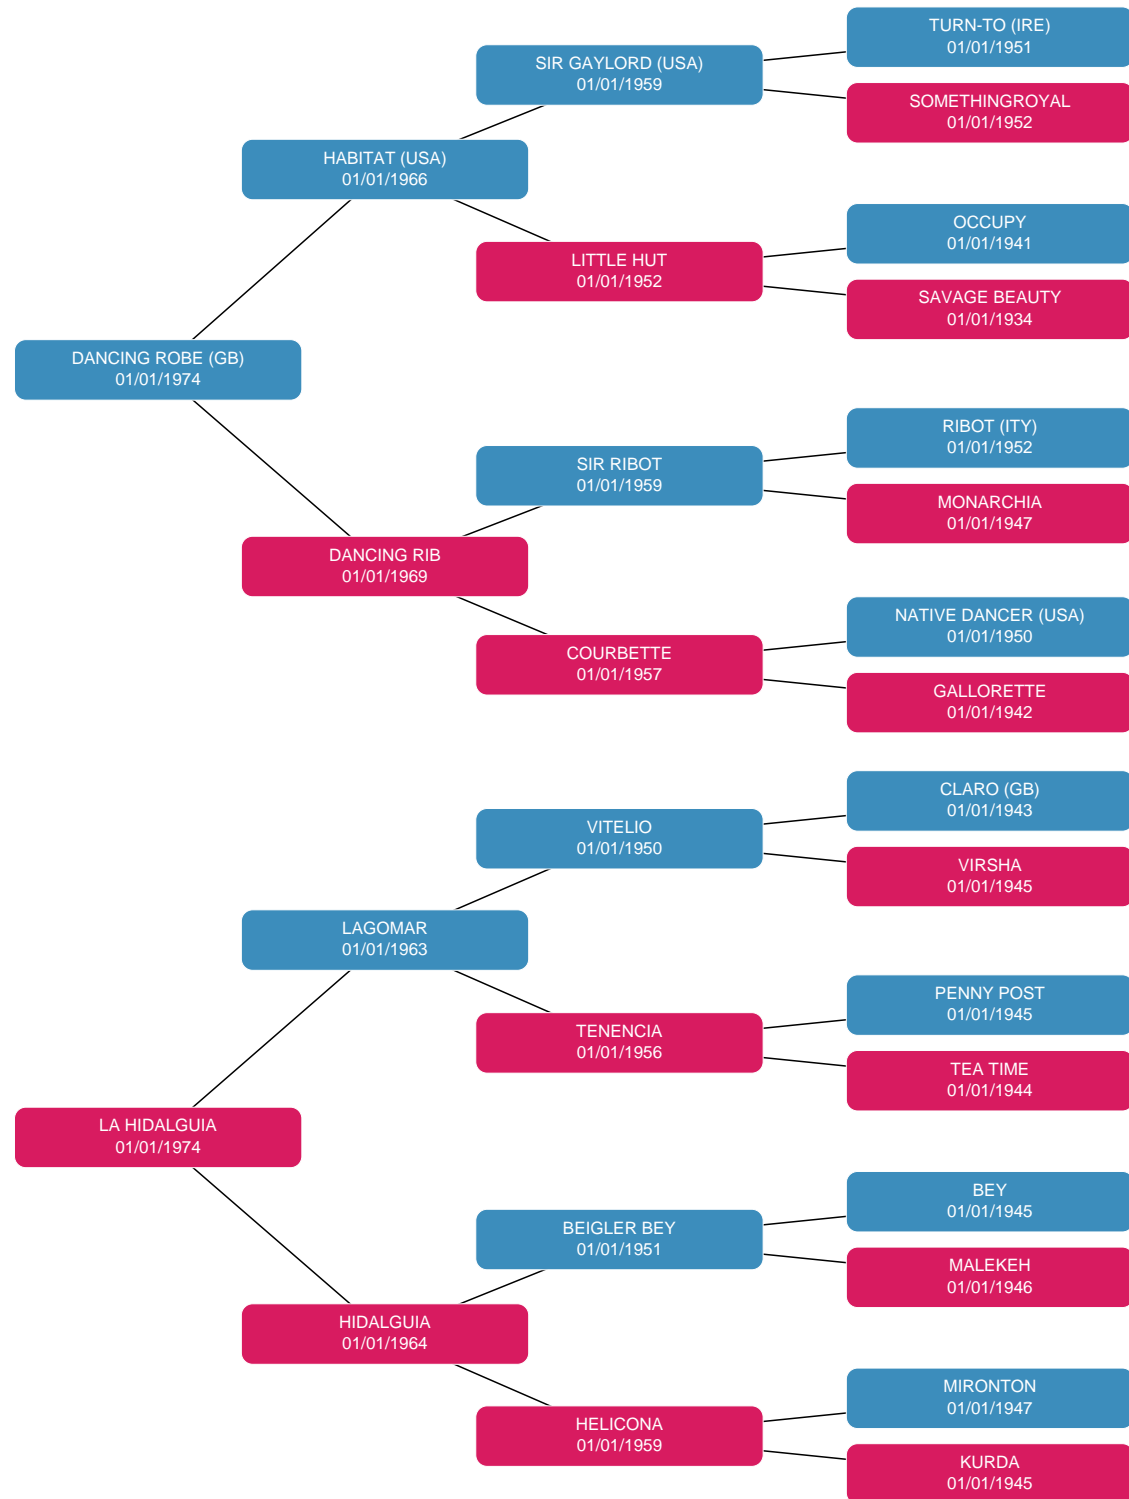 TURN-TO (IRE)
01/01/1951
SIR GAYLORD (USA)
01/01/1959
SOMETHINGROYAL
01/01/1952
HABITAT (USA)
01/01/1966
OCCUPY
01/01/1941
LITTLE HUT
01/01/1952
SAVAGE BEAUTY
01/01/1934
DANCING ROBE (GB)
01/01/1974
RIBOT (ITY)
01/01/1952
SIR RIBOT
01/01/1959
MONARCHIA
01/01/1947
DANCING RIB
01/01/1969
NATIVE DANCER (USA)
01/01/1950
COURBETTE
01/01/1957
GALLORETTE
01/01/1942
CLARO (GB)
01/01/1943
VITELIO
01/01/1950
VIRSHA
01/01/1945
LAGOMAR
01/01/1963
PENNY POST
01/01/1945
TENENCIA
01/01/1956
TEA TIME
01/01/1944
LA HIDALGUIA
01/01/1974
BEY
01/01/1945
BEIGLER BEY
01/01/1951
MALEKEH
01/01/1946
HIDALGUIA
01/01/1964
MIRONTON
01/01/1947
HELICONA
01/01/1959
KURDA
01/01/1945